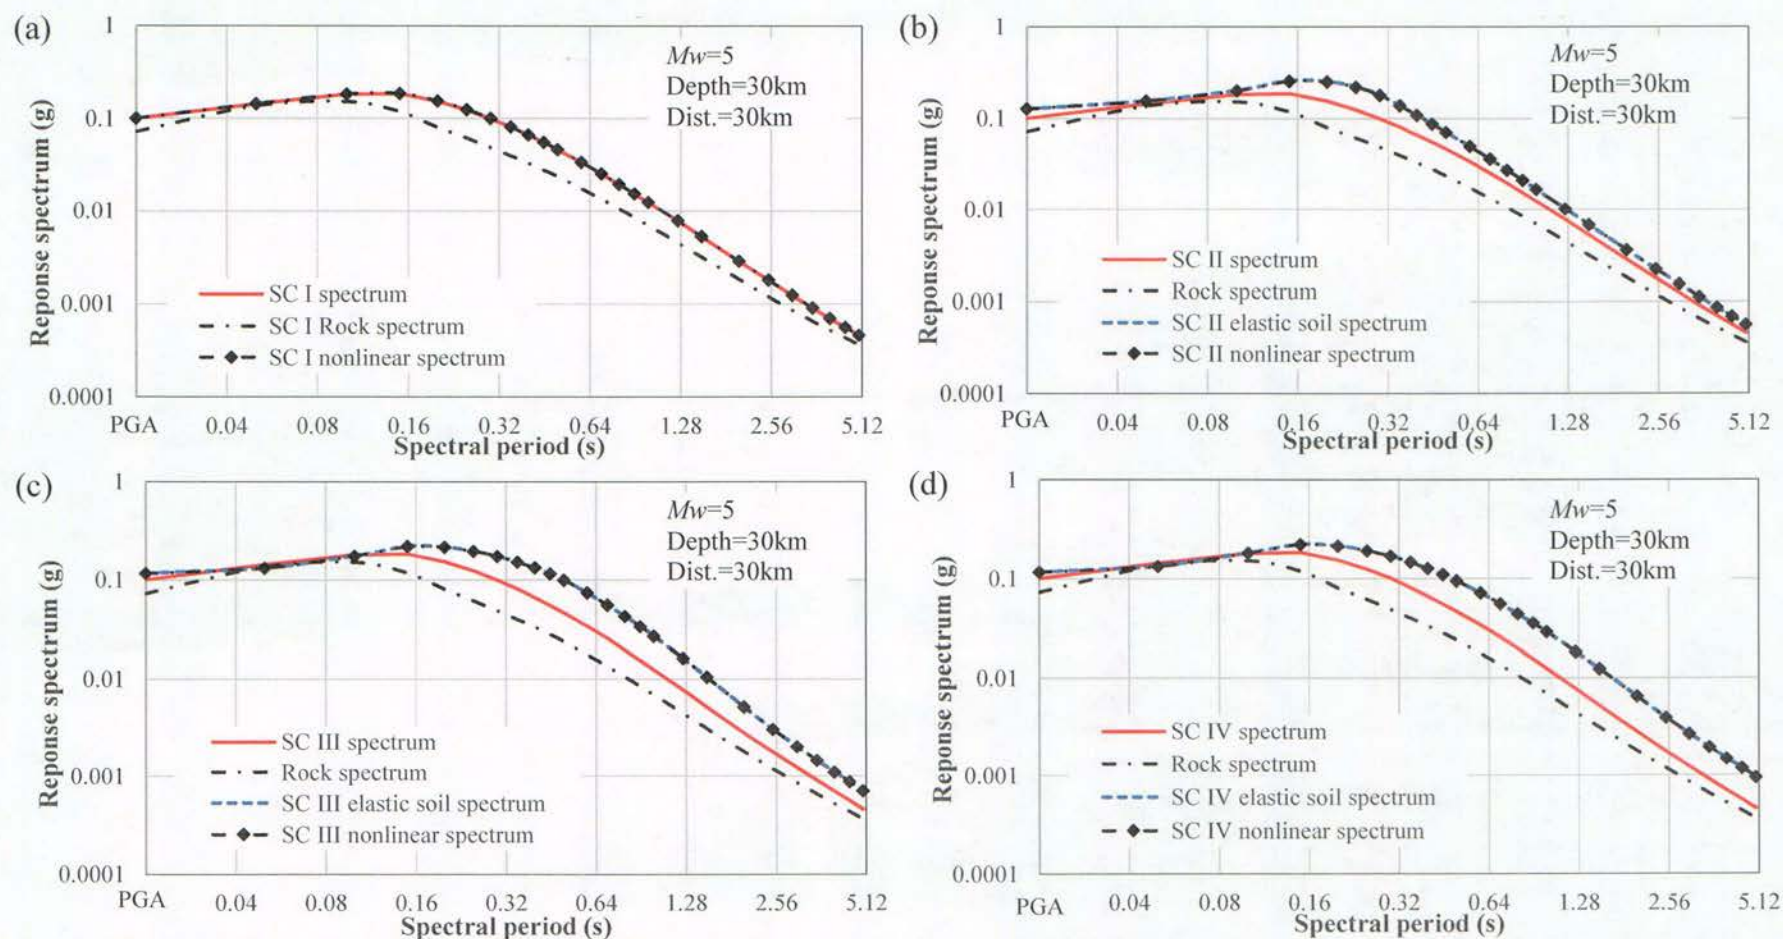 (a)
1
0.1
0.01
0.001
0.0001
Reponse spectrum (g)
Mw=5
Depth=30km
Dist.=30km
SC I spectrum
SC I Rock spectrum
SC I nonlinear spectrum
PGA 0.04 0.08 0.16 0.32 0.64 1.28 2.56 5.12
Spectral period (s)
(b)
1
0.1
0.01
0.001
0.0001
Reponse spectrum (g)
Mw=5
Depth=30km
Dist.=30km
SC II spectrum
Rock spectrum
SC II elastic soil spectrum
SC II nonlinear spectrum
PGA 0.04 0.08 0.16 0.32 0.64 1.28 2.56 5.12
Spectral period (s)
(c)
1
0.1
0.01
0.001
0.0001
Reponse spectrum (g)
Mw=5
Depth=30km
Dist.=30km
SC III spectrum
Rock spectrum
SC III elastic soil spectrum
SC III nonlinear spectrum
PGA 0.04 0.08 0.16 0.32 0.64 1.28 2.56 5.12
Spectral period (s)
(d)
1
0.1
0.01
0.001
0.0001
Reponse spectrum (g)
Mw=5
Depth=30km
Dist.=30km
SC IV spectrum
Rock spectrum
SC IV elastic soil spectrum
SC IV nonlinear spectrum
PGA 0.04 0.08 0.16 0.32 0.64 1.28 2.56 5.12
Spectral period (s)